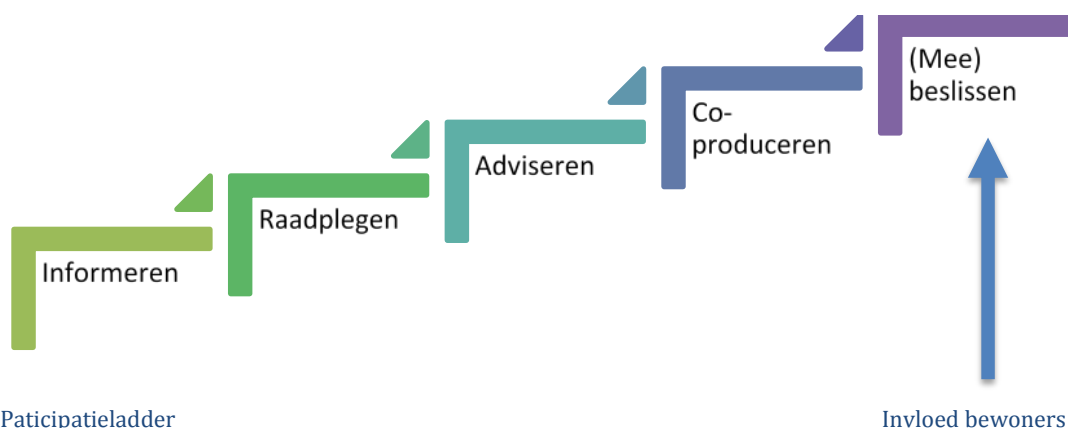 (Mee)
beslissen
Co-
produceren
Adviseren
Raadplegen
Informeren
Paticipatieladder
Invloed bewoners